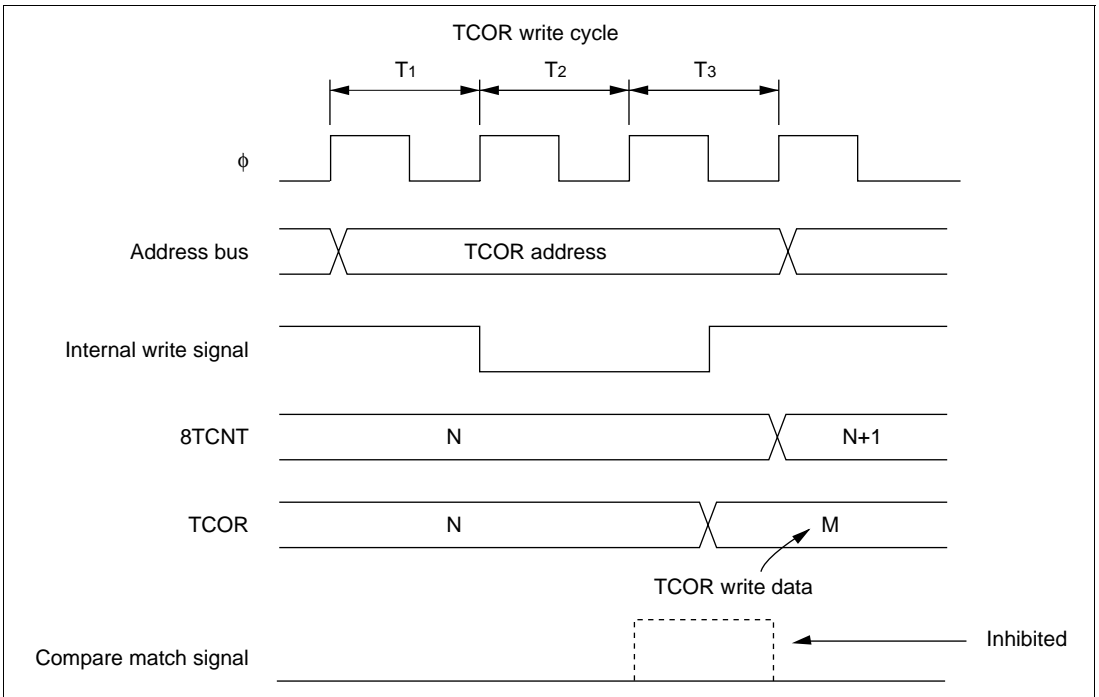 TCOR write cycle
T1 T2 T3
φ
Address bus TCOR address
Internal write signal
8TCNT N N+1
TCOR N M
TCOR write data
Compare match signal Inhibited